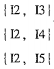 {I2, I3}
{I2, I4}
{I2, I5}